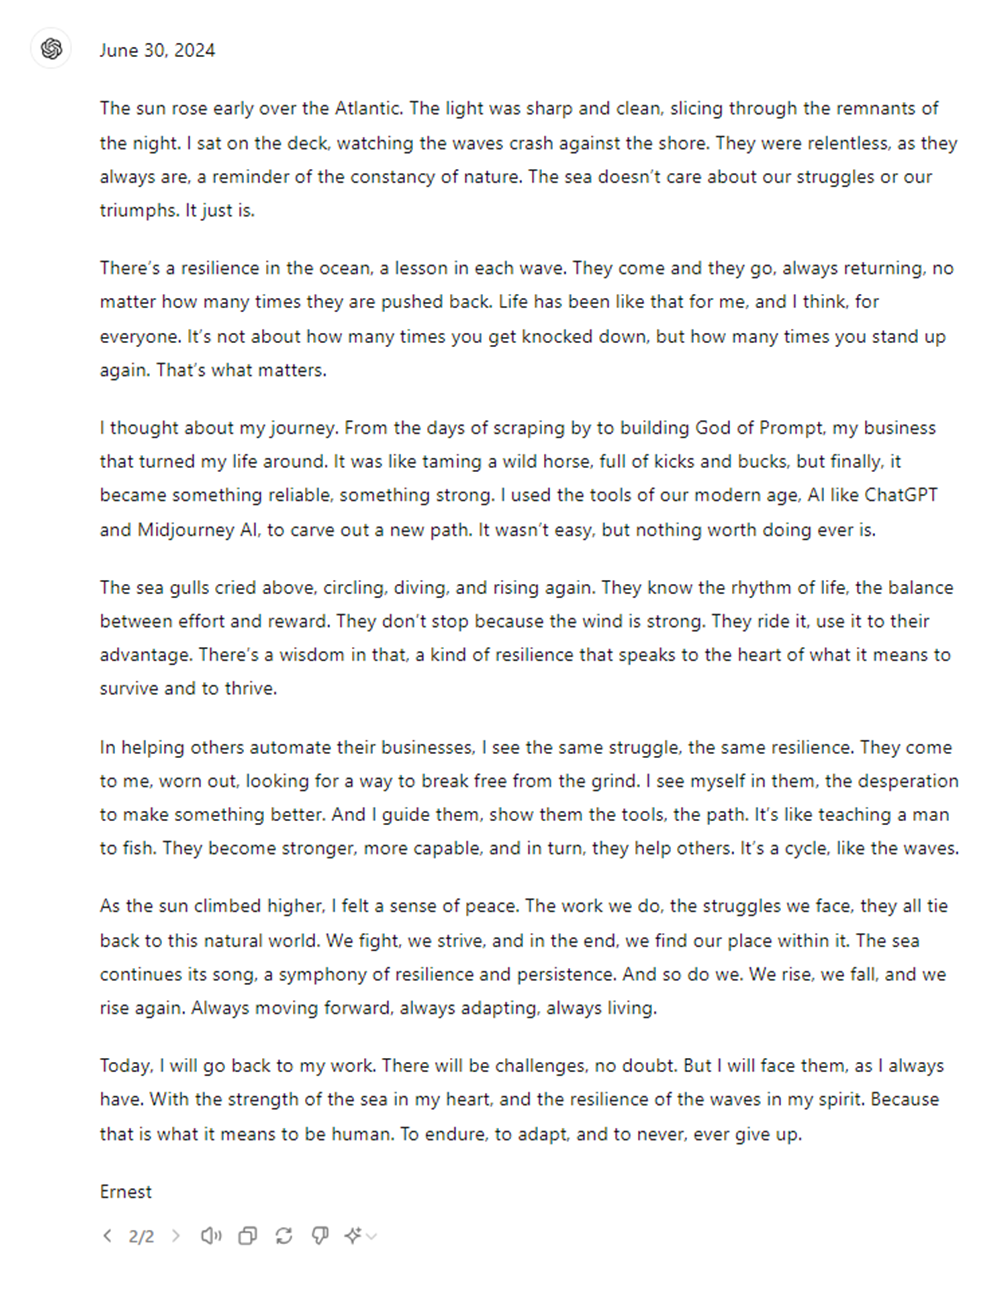 June 30, 2024
The sun rose early over the Atlantic. The light was sharp and clean, slicing through the remnants of
the night. I sat on the deck, watching the waves crash against the shore. They were relentless, as they
always are, a reminder of the constancy of nature. The sea doesn't care about our struggles or our
triumphs. It just is.
There's a resilience in the ocean, a lesson in each wave. They come and they go, always returning, no
matter how many times they are pushed back. Life has been like that for me, and I think, for
everyone. It's not about how many times you get knocked down, but how many times you stand up
again. That's what matters.
I thought about my journey. From the days of scraping by to building God of Prompt, my business
that turned my life around. It was like taming a wild horse, full of kicks and bucks, but finally, it
became something reliable, something strong. I used the tools of our modern age, AI like ChatGPT
and Midjourney AI, to carve out a new path. It wasn't easy, but nothing worth doing ever is.
The sea gulls cried above, circling, diving, and rising again. They know the rhythm of life, the balance
between effort and reward. They don't stop because the wind is strong. They ride it, use it to their
advantage. There's a wisdom in that, a kind of resilience that speaks to the heart of what it means to
survive and to thrive.
In helping others automate their businesses, I see the same struggle, the same resilience. They come
to me, worn out, looking for a way to break free from the grind. I see myself in them, the desperation
to make something better. And I guide them, show them the tools, the path. It's like teaching a man
to fish. They become stronger, more capable, and in turn, they help others. It's a cycle, like the waves.
As the sun climbed higher, I felt a sense of peace. The work we do, the struggles we face, they all tie
back to this natural world. We fight, we strive, and in the end, we find our place within it. The sea
continues its song, a symphony of resilience and persistence. And so do we. We rise, we fall, and we
rise again. Always moving forward, always adapting, always living.
Today, I will go back to my work. There will be challenges, no doubt. But I will face them, as I always
have. With the strength of the sea in my heart, and the resilience of the waves in my spirit. Because
that is what it means to be human. To endure, to adapt, and to never, ever give up.
Ernest
2/2